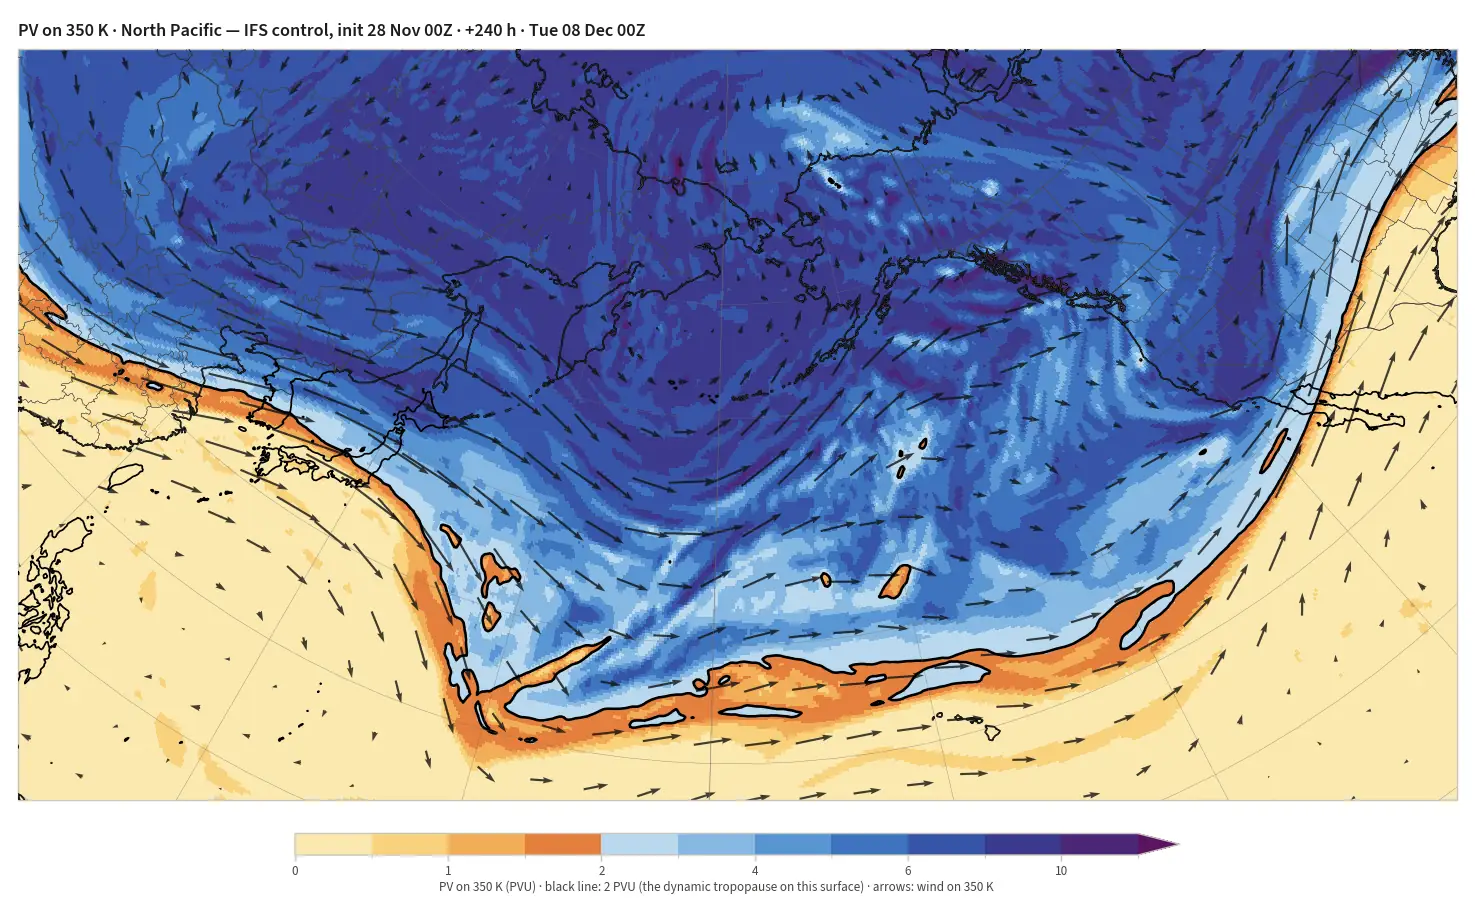 PV on 350 K · North Pacific — IFS control, init 28 Nov 00Z · +240 h · Tue 08 Dec 00Z
0 1 2 4 6 10
PV on 350 K (PVU) · black line: 2 PVU (the dynamic tropopause on this surface) · arrows: wind on 350 K